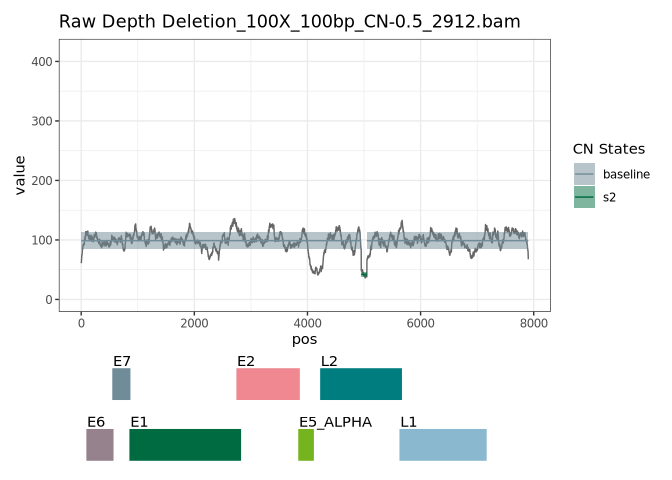 Raw Depth Deletion_100X_100bp_CN-0.5_2912.bam
400
300
200
100
0
value
0 2000 4000 6000 8000
pos
CN States
baseline
s2
E7 E2 L2
E6 E1 E5_ALPHA L1